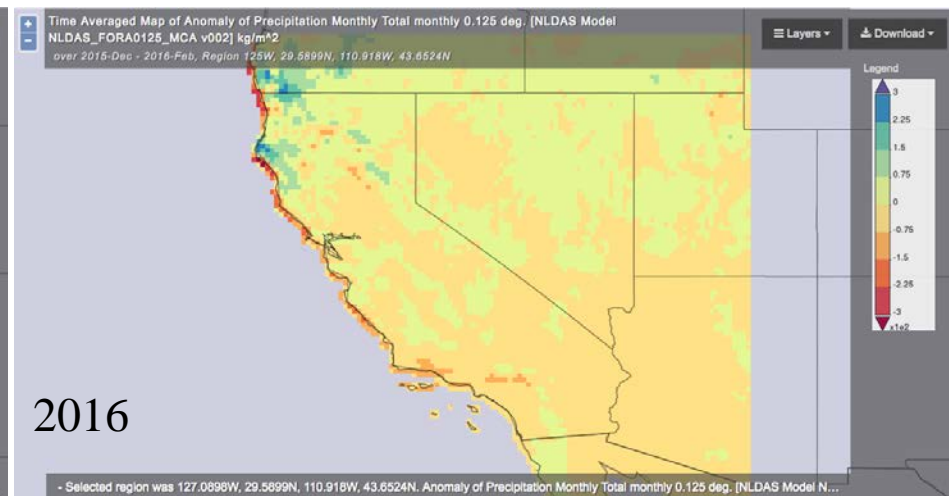 Time Averaged Map of Anomaly of Precipitation Monthly Total monthly 0.125 deg. [NLDAS Model
NLDAS_FORA0125_MCA v002] kg/m^2
over 2015-Dec - 2016-Feb, Region 125W, 29.5899N, 110.918W, 43.6524N
Layers
Download
Legend
3
2.25
1.5
0.75
0
-0.75
-1.5
-2.25
-3
x1e2
2016
- Selected region was 127.0898W, 29.5899N, 110.918W, 43.6524N. Anomaly of Precipitation Monthly Total monthly 0.125 deg. [NLDAS Model N...